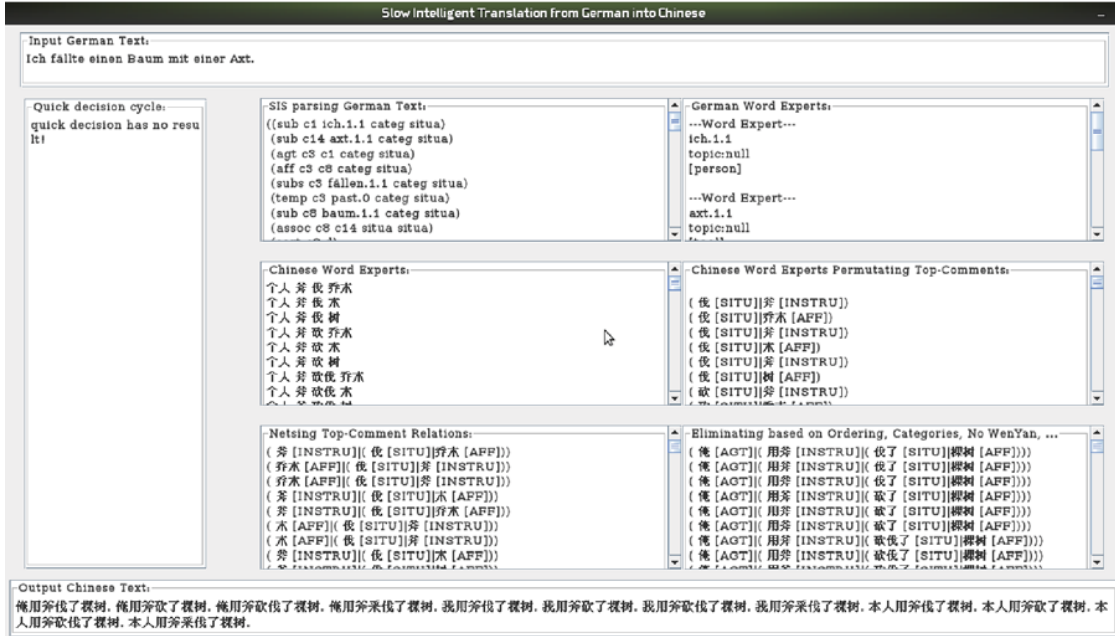 Slow Intelligent Translation from German into Chinese
Input German Text:
Ich fällte einen Baum mit einer Axt.
Quick decision cycle:
quick decision has no resu
lt!
SIS parsing German Text:
((sub c1 ich.1.1 categ situa)
(sub c14 axt.1.1 categ situa)
(agt c3 c1 categ situa)
(aff c3 c8 categ situa)
(subs c3 fällen.1.1 categ situa)
(temp c3 past.0 categ situa)
(sub c8 baum.1.1 categ situa)
(assoc c8 c14 situa situa)
German Word Experts:
---Word Expert---
ich.1.1
topic:null
[person]
---Word Expert---
axt.1.1
topic:null
Chinese Word Experts:
个人 斧 伐 乔木
个人 斧 伐 木
个人 斧 伐 树
个人 斧 砍 乔木
个人 斧 砍 木
个人 斧 砍 树
个人 斧 砍伐 乔木
个人 斧 砍伐 木
Chinese Word Experts Permutating Top-Comments:
( 伐 [SITU]|斧 [INSTRU])
( 伐 [SITU]|乔木 [AFF])
( 伐 [SITU]|斧 [INSTRU])
( 伐 [SITU]|木 [AFF])
( 伐 [SITU]|斧 [INSTRU])
( 伐 [SITU]|树 [AFF])
( 砍 [SITU]|斧 [INSTRU])
Netsing Top-Comment Relations:
( 斧 [INSTRU]|( 伐 [SITU]|乔木 [AFF]))
( 乔木 [AFF]|( 伐 [SITU]|斧 [INSTRU]))
( 乔木 [AFF]|( 伐 [SITU]|斧 [INSTRU]))
( 斧 [INSTRU]|( 伐 [SITU]|木 [AFF]))
( 斧 [INSTRU]|( 伐 [SITU]|乔木 [AFF]))
( 木 [AFF]|( 伐 [SITU]|斧 [INSTRU]))
( 木 [AFF]|( 伐 [SITU]|斧 [INSTRU]))
( 斧 [INSTRU]|( 伐 [SITU]|木 [AFF]))
Eliminating based on Ordering, Categories, No WenYan, ...
( 俺 [AGT]|( 用斧 [INSTRU]|( 伐了 [SITU]|棵树 [AFF])))
( 俺 [AGT]|( 用斧 [INSTRU]|( 伐了 [SITU]|棵树 [AFF])))
( 俺 [AGT]|( 用斧 [INSTRU]|( 伐了 [SITU]|棵树 [AFF])))
( 俺 [AGT]|( 用斧 [INSTRU]|( 砍了 [SITU]|棵树 [AFF])))
( 俺 [AGT]|( 用斧 [INSTRU]|( 砍了 [SITU]|棵树 [AFF])))
( 俺 [AGT]|( 用斧 [INSTRU]|( 砍了 [SITU]|棵树 [AFF])))
( 俺 [AGT]|( 用斧 [INSTRU]|( 砍伐了 [SITU]|棵树 [AFF])))
( 俺 [AGT]|( 用斧 [INSTRU]|( 砍伐了 [SITU]|棵树 [AFF])))
Output Chinese Text:
俺用斧伐了棵树. 俺用斧砍了棵树. 俺用斧砍伐了棵树. 俺用斧采伐了棵树. 我用斧伐了棵树. 我用斧砍了棵树. 我用斧砍伐了棵树. 我用斧采伐了棵树. 本人用斧伐了棵树. 本人用斧砍了棵树. 本
人用斧砍伐了棵树. 本人用斧采伐了棵树.